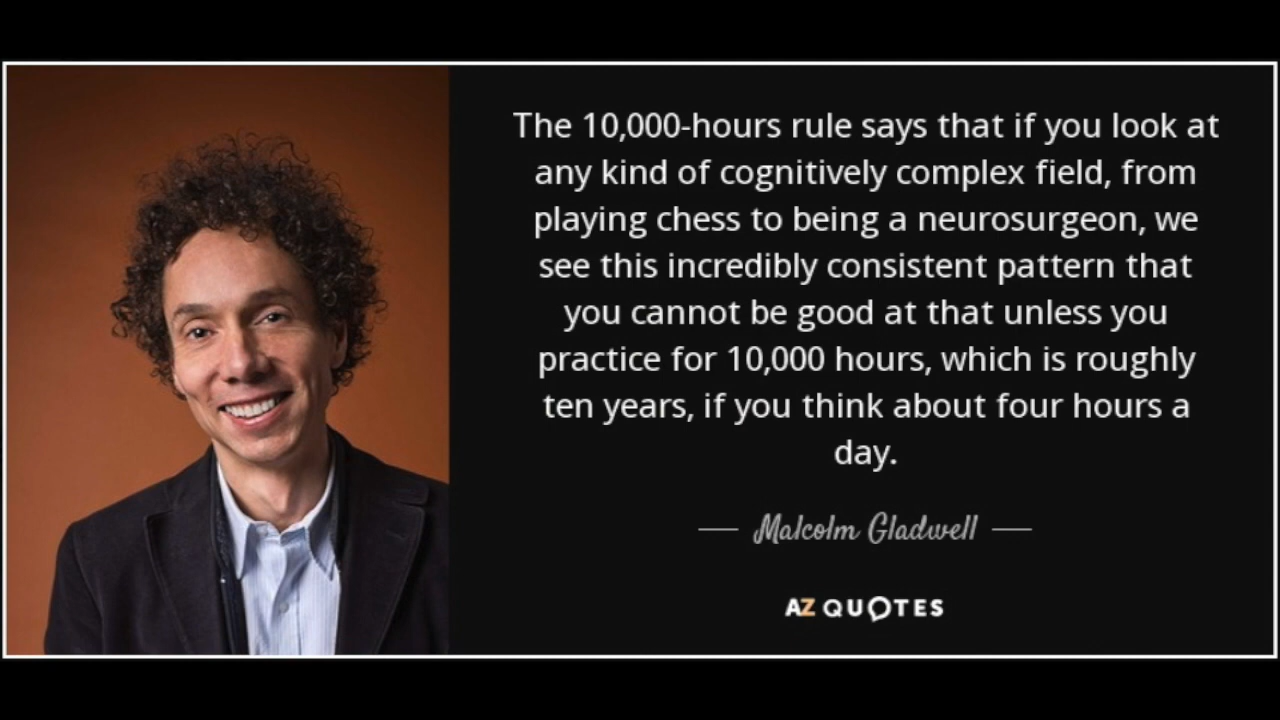 The 10,000-hours rule says that if you look at
any kind of cognitively complex field, from
playing chess to being a neurosurgeon, we
see this incredibly consistent pattern that
you cannot be good at that unless you
practice for 10,000 hours, which is roughly
ten years, if you think about four hours a
day.
— Malcolm Gladwell —
AZ QUOTES